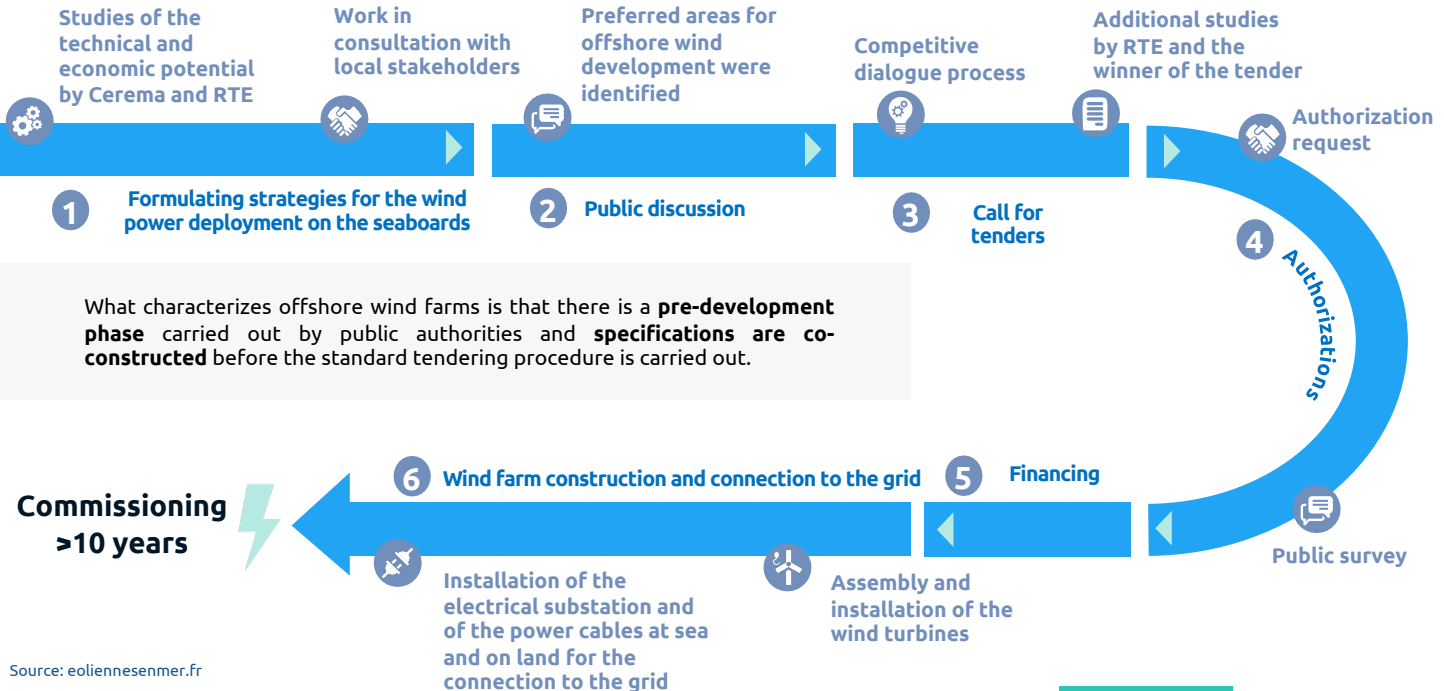 Studies of the
technical and
economic potential
by Cerema and RTE
Work in
consultation with
local stakeholders
Preferred areas for
offshore wind
development were
identified
Competitive
dialogue process
Additional studies
by RTE and the
winner of the tender
Authorization
request
1
Formulating strategies for the wind
power deployment on the seaboards
2
Public discussion
3
Call for
tenders
4
Authorizations
What characterizes offshore wind farms is that there is a pre-development
phase carried out by public authorities and specifications are co-
constructed before the standard tendering procedure is carried out.
Public survey
5
Financing
6
Wind farm construction and connection to the grid
Assembly and
installation of the
wind turbines
Installation of the
electrical substation and
of the power cables at sea
and on land for the
connection to the grid
Commissioning
>10 years
Source: eoliennesenmer.fr